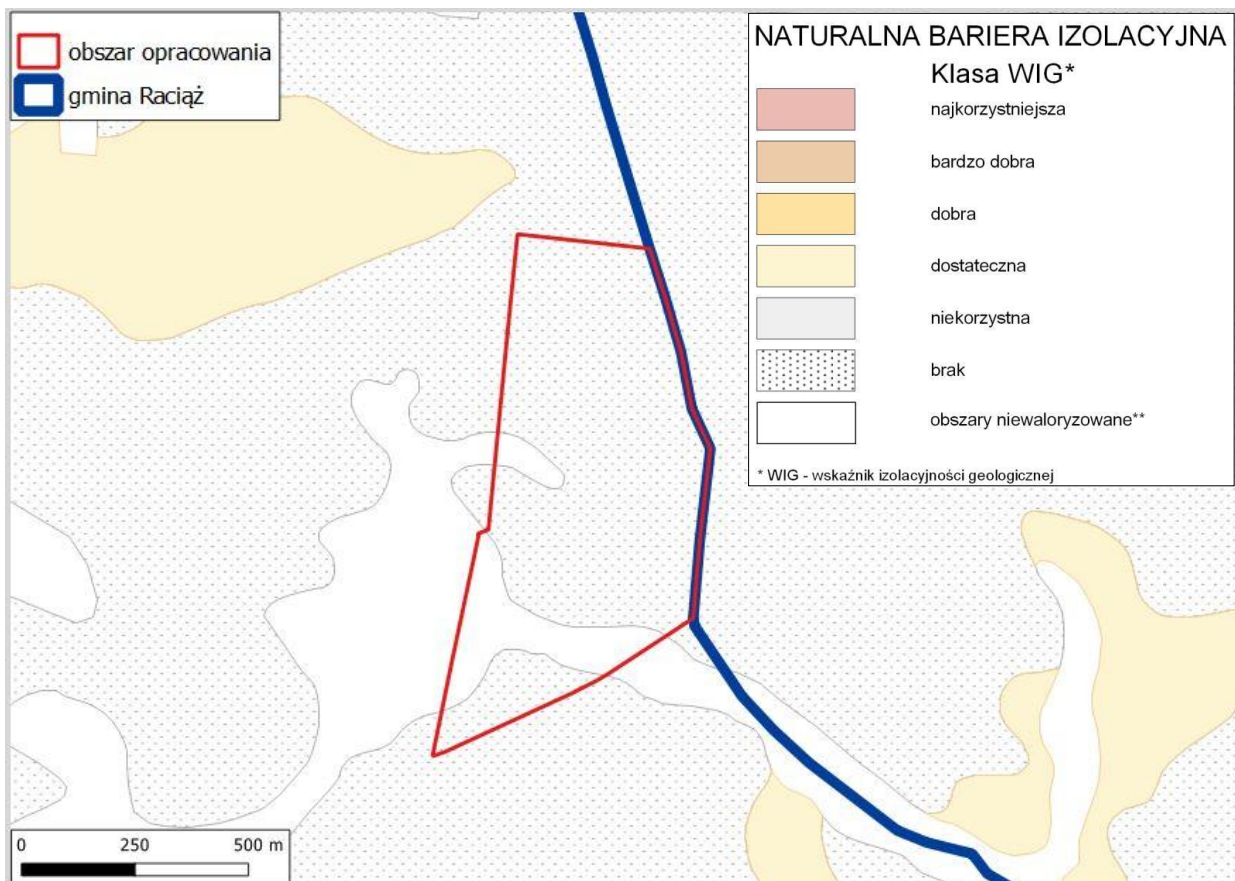 obszar opracowania
gmina Raciąż
NATURALNA BARIERA IZOLACYJNA
Klasa WIG*
najkorzystniejsza
bardzo dobra
dobra
dostateczna
niekorzystna
brak
obszary niewaloryzowane**
* WIG - wskaźnik izolacyjności geologicznej
0 250 500 m